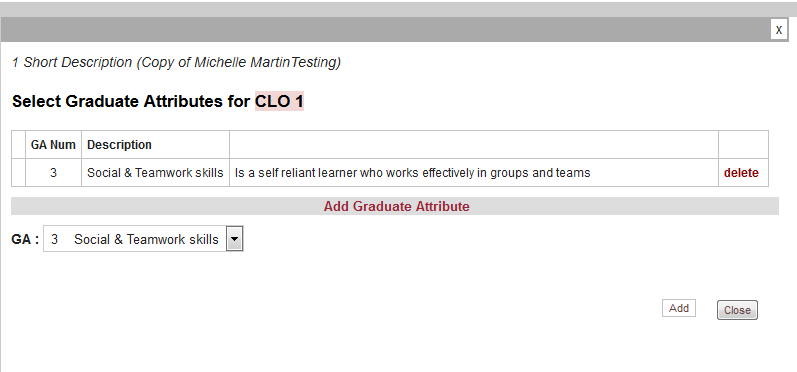 x
1 Short Description (Copy of Michelle MartinTesting)
Select Graduate Attributes for CLO 1
GA Num Description
3 Social & Teamwork skills Is a self reliant learner who works effectively in groups and teams delete
Add Graduate Attribute
GA : 3 Social & Teamwork skills
Add Close